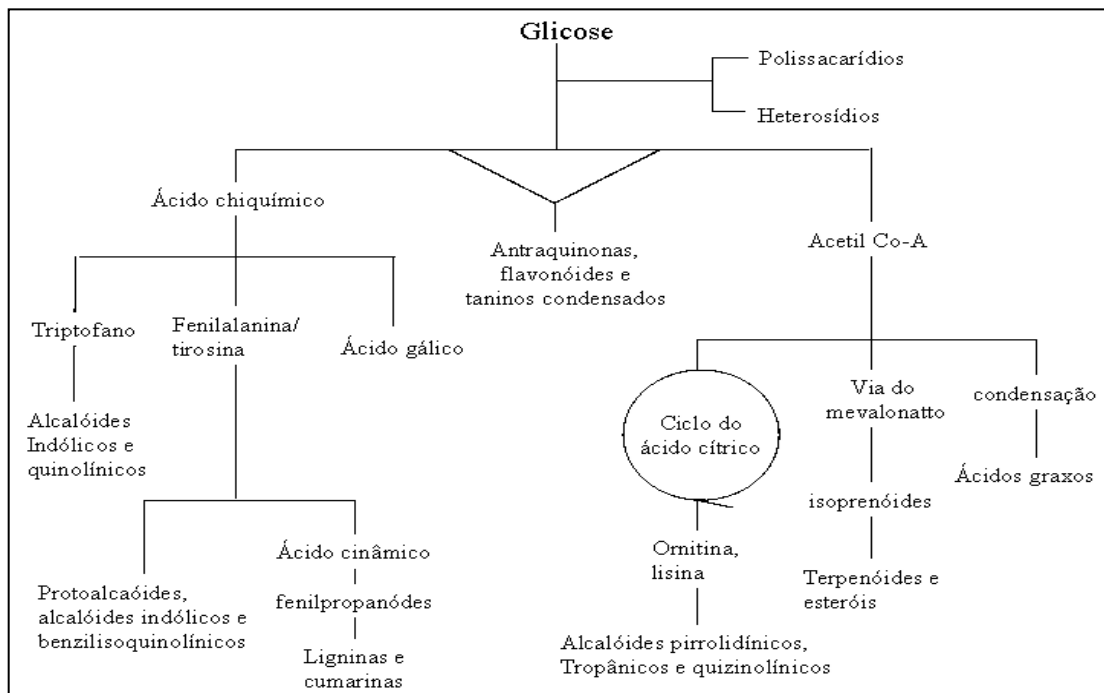 Glicose
Polissacarídios
Heterosídios
Ácido chiquímico
Antraquinonas,
flavonóides e
taninos condensados
Acetil Co-A
Triptofano
Fenilalanina/
tirosina
Ácido gálico
Alcalóides
Indólicos e
quinolínicos
Ciclo do
ácido cítrico
Via do
mevalonatto
condensação
isoprenóides
Ácidos graxos
Protoalcaóides,
alcalóides indólicos e
benzilisoquinolínicos
Ácido cinâmico
fenilpropanódes
Ligninas e
cumarinas
Ornitina,
lisina
Terpenóides e
esteróis
Alcalóides pirrolidínicos,
Tropânicos e quizinolínicos